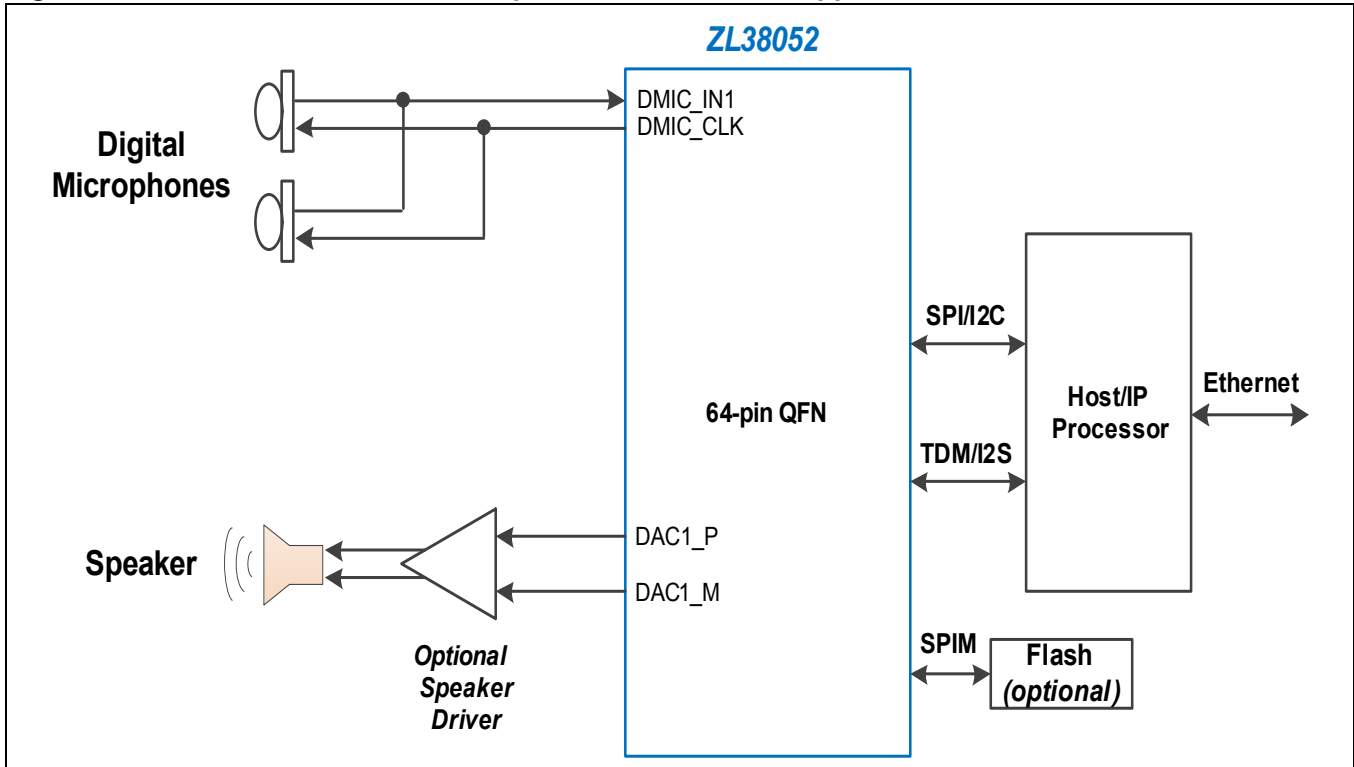 ZL38052
DMIC_IN1
DMIC_CLK
Digital
Microphones
SPI/I2C
Host/IP
Processor
Ethernet
64-pin QFN
TDM/I2S
DAC1_P
Speaker
DAC1_M
Optional
Speaker
Driver
SPIM
Flash
(optional)